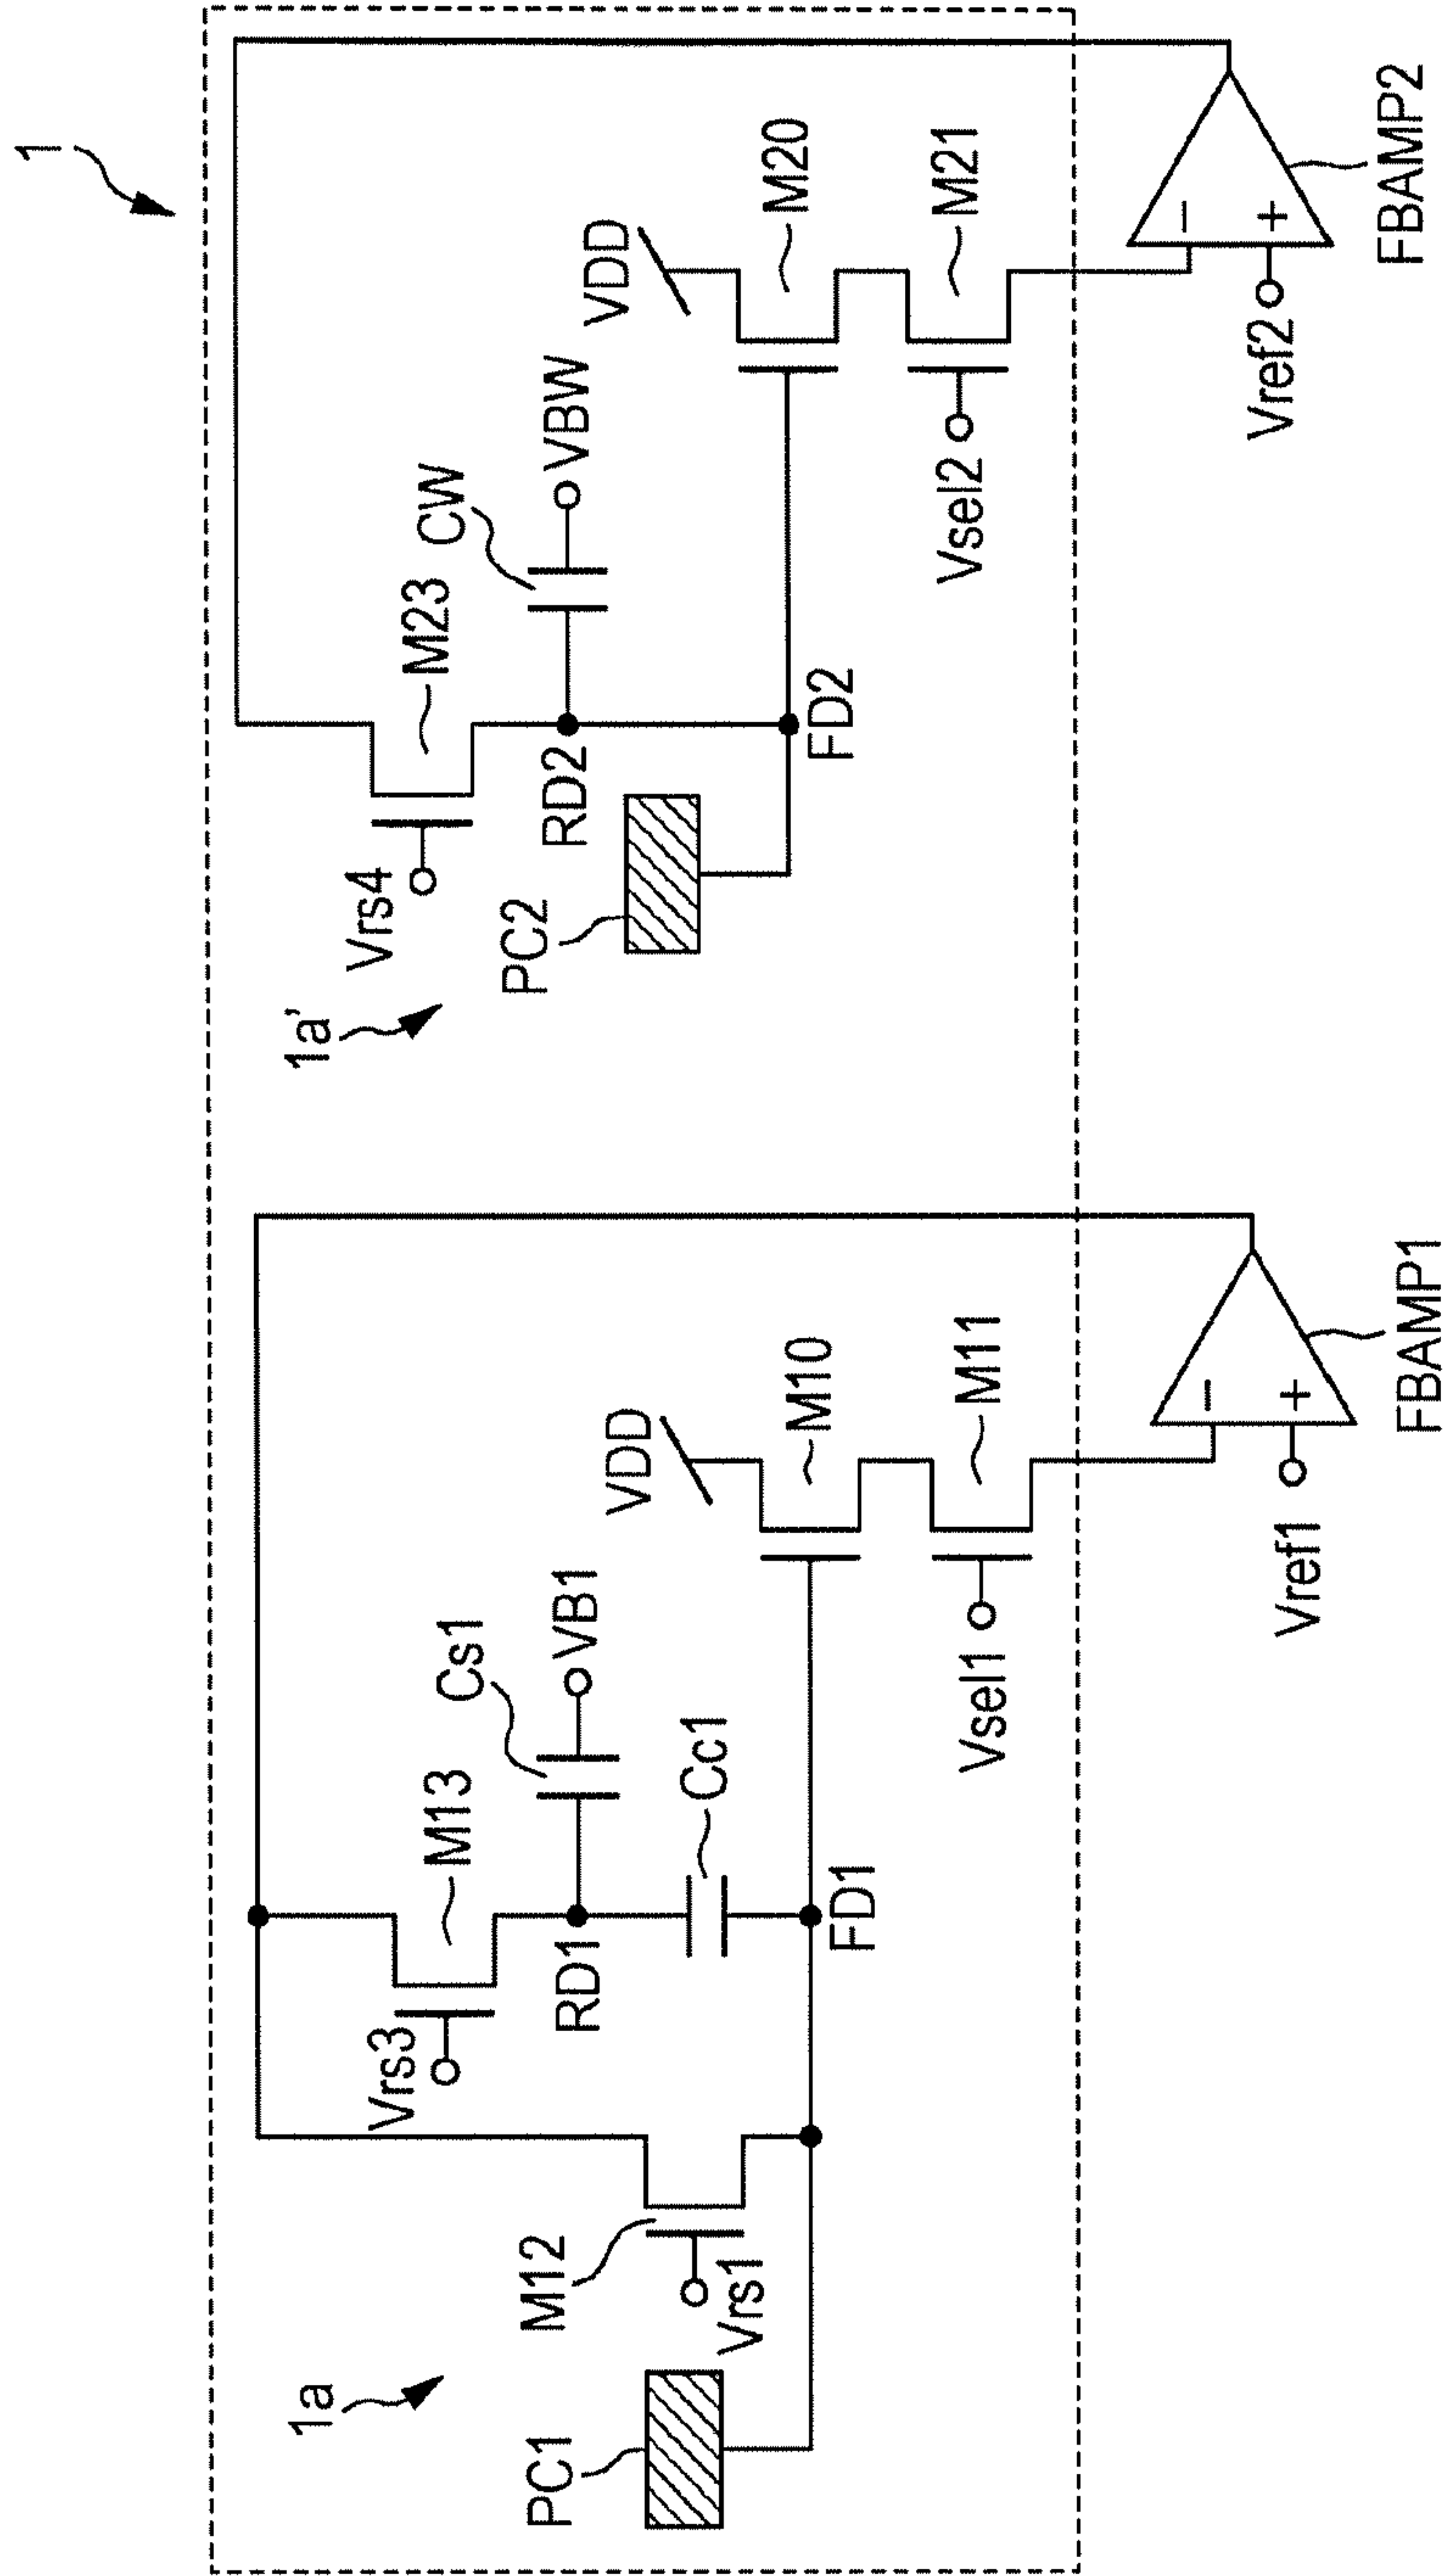 1
1a
PC1
M12
Vrs1
Vrs3
M13
RD1
Cs1
VB1
Cc1
FD1
VDD
M10
M11
Vsel1
Vref1
−
+
FBAMP1
1a'
PC2
Vrs4
M23
RD2
CW
VBW
FD2
VDD
M20
M21
Vsel2
Vref2
−
+
FBAMP2